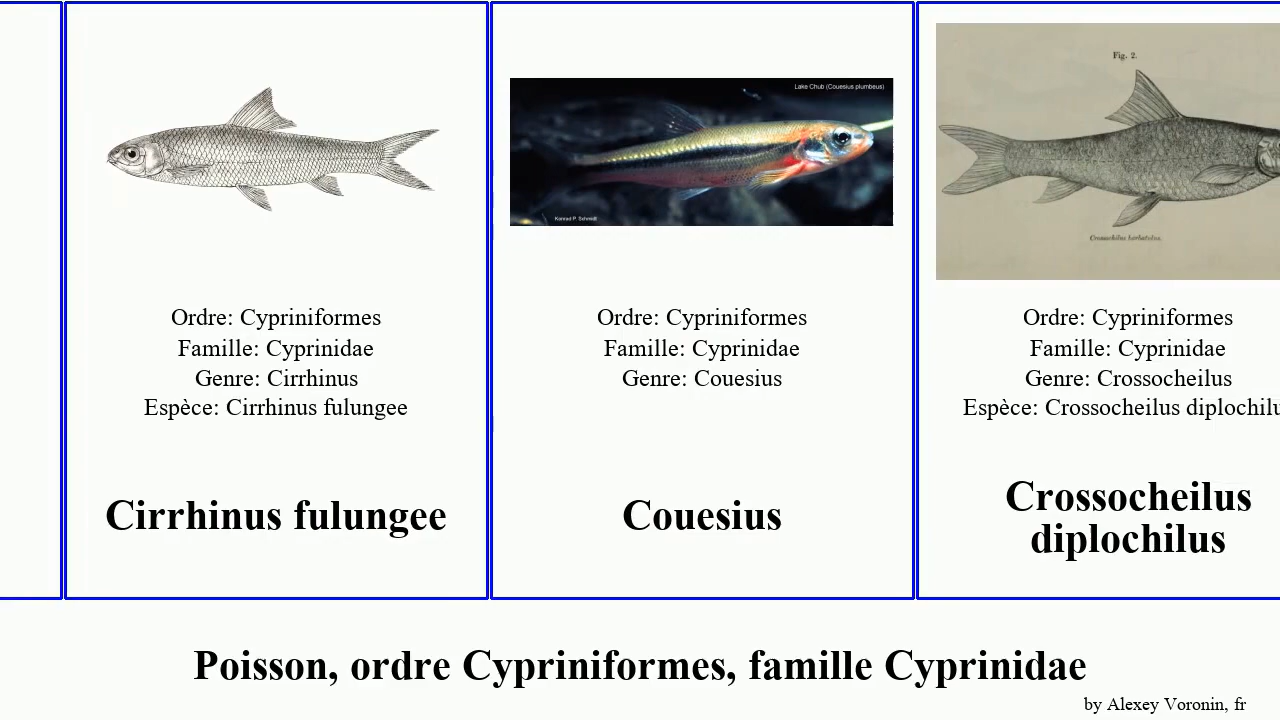 Ordre: Cypriniformes
Famille: Cyprinidae
Genre: Cirrhinus
Espèce: Cirrhinus fulungee
Cirrhinus fulungee
Lake Chub (Couesius plumbeus)
Konrad P. Schmidt
Ordre: Cypriniformes
Famille: Cyprinidae
Genre: Couesius
Couesius
Fig. 2.
Ordre: Cypriniformes
Famille: Cyprinidae
Genre: Crossocheilus
Espèce: Crossocheilus diplochilu
Crossocheilus
diplochilus
Poisson, ordre Cypriniformes, famille Cyprinidae
by Alexey Voronin, fr